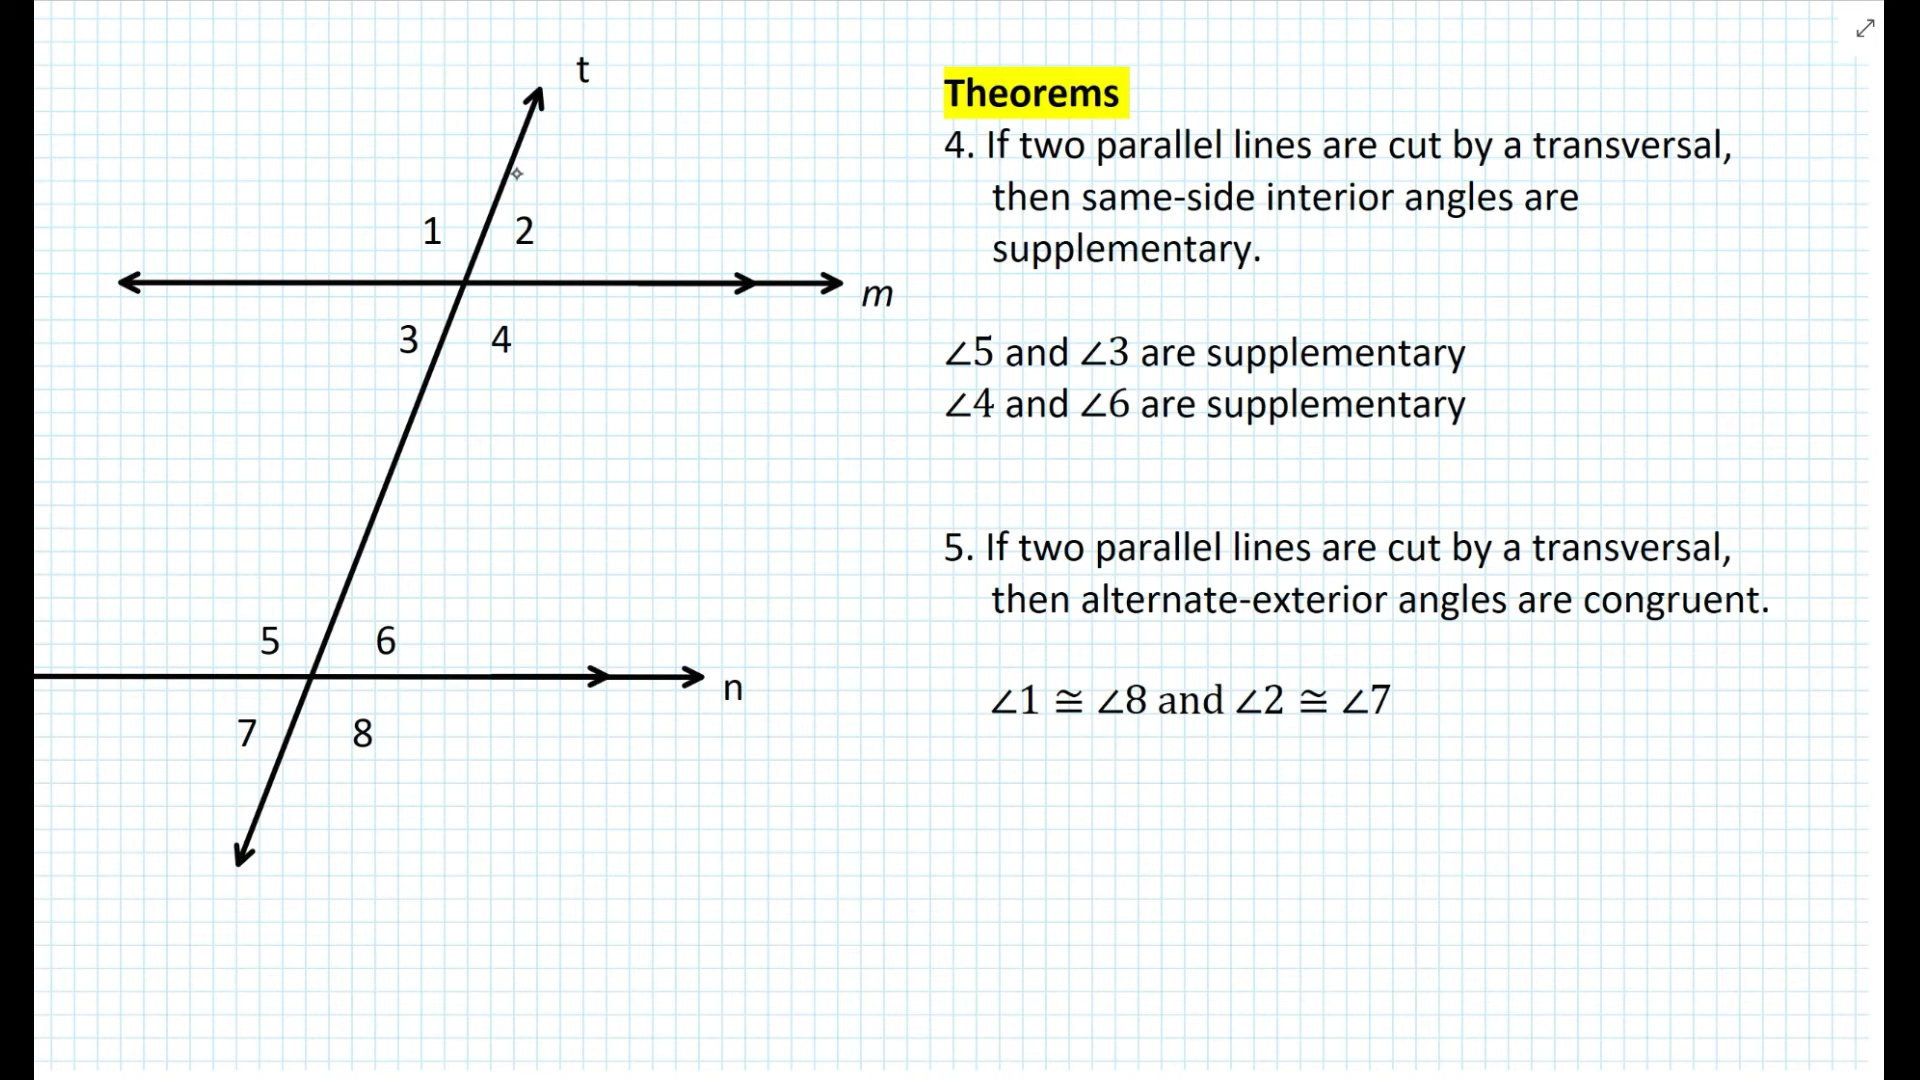 t
Theorems
4. If two parallel lines are cut by a transversal,
then same-side interior angles are
supplementary.
1 2
m
3 4
∠5 and ∠3 are supplementary
∠4 and ∠6 are supplementary
5. If two parallel lines are cut by a transversal,
then alternate-exterior angles are congruent.
5 6
n
7 8
∠1 ≅ ∠8 and ∠2 ≅ ∠7